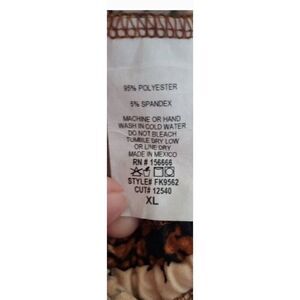 95% POLYESTER
5% SPANDEX
MACHINE OR HAND
WASH IN COLD WATER
DO NOT BLEACH
TUMBLE DRY LOW
OR LINE DRY
MADE IN MEXICO
RN # 156666
STYLE# FK9562
CUT# 12540
XL